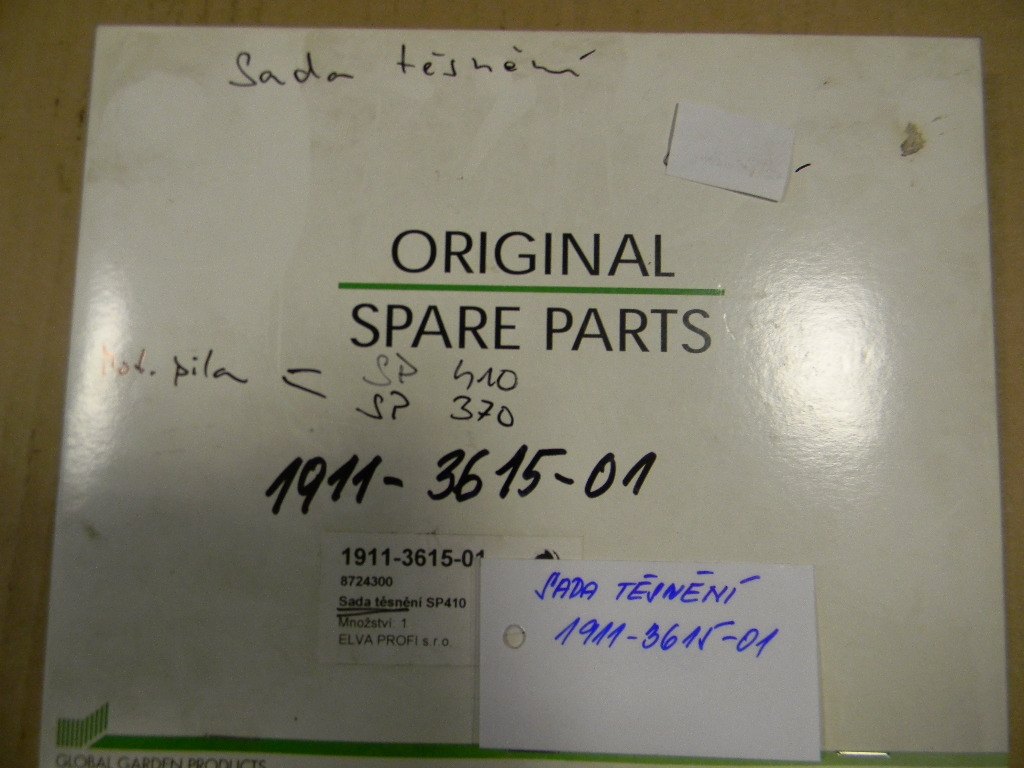 Sada těsnění
ORIGINAL
SPARE PARTS
Mot. pila = SP 410
SP 370
1911-3615-01
1911-3615-01
8724300
Sada těsnění SP410
Množství: 1
ELVA PROFI s.r.o.
SADA TĚSNĚNÍ
1911-3615-01
GLOBAL GARDEN PRODUCTS